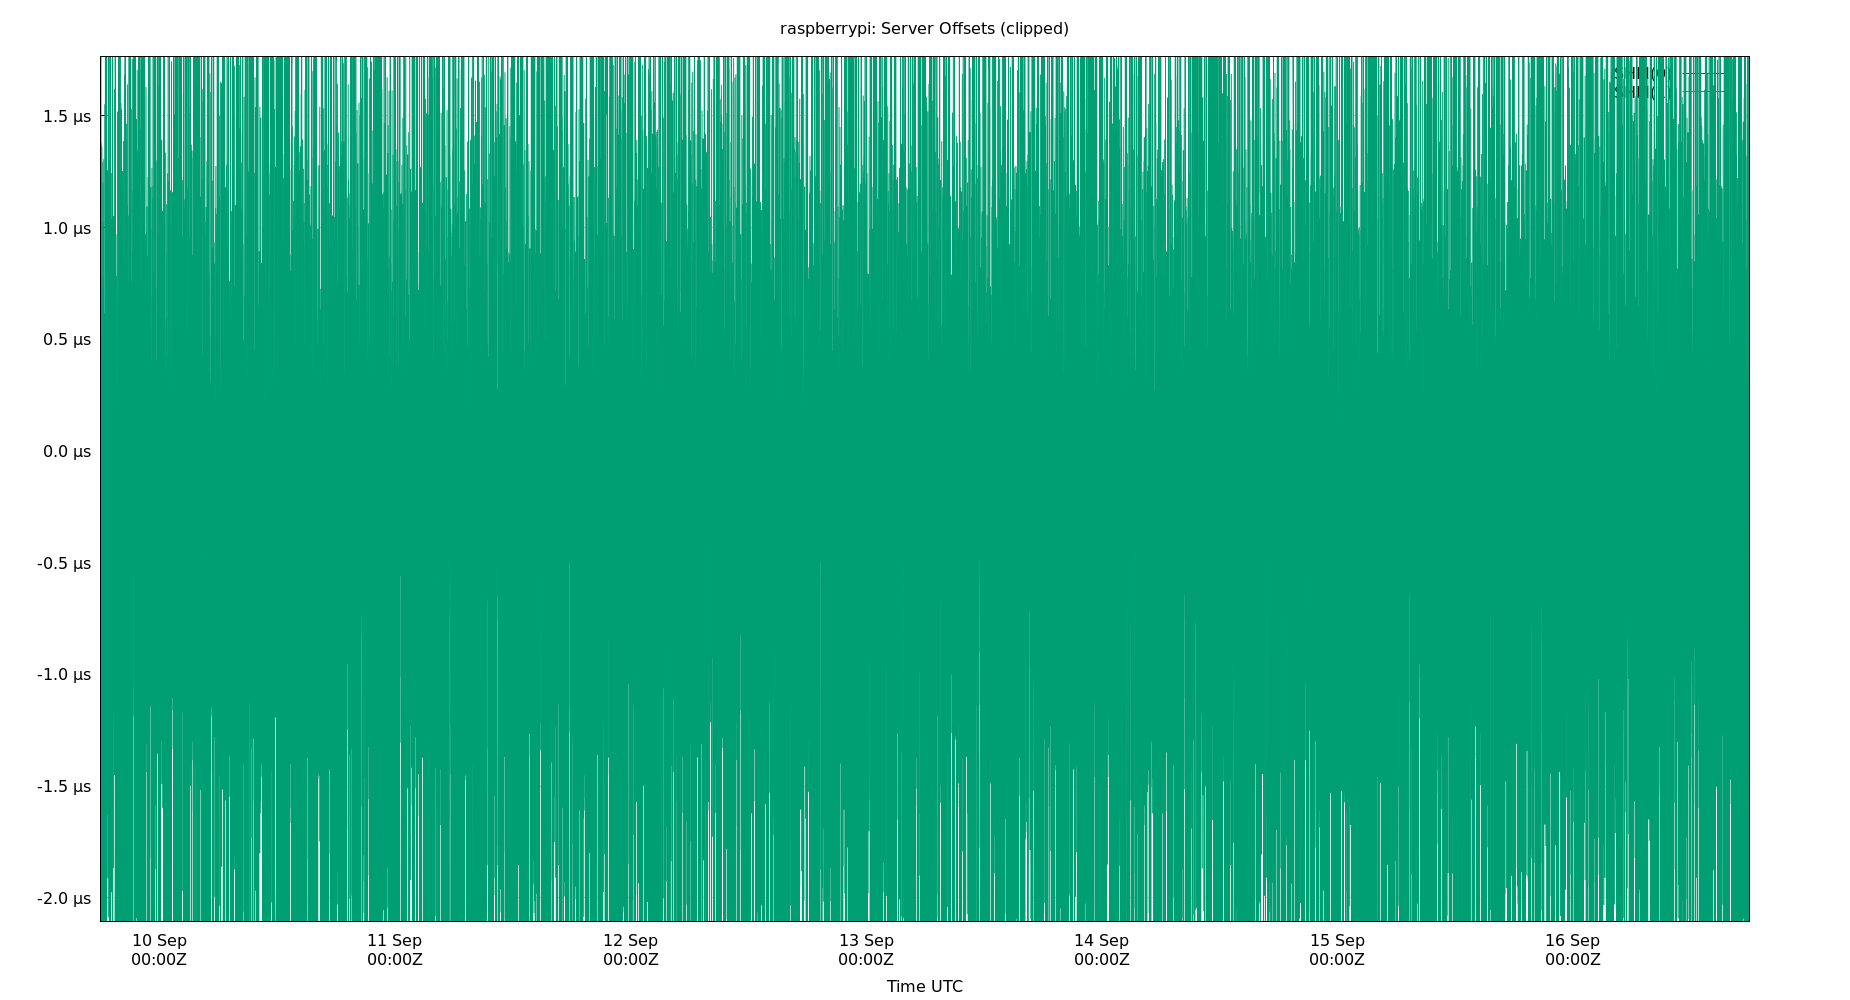 raspberrypi: Server Offsets (clipped)
SHM(0)
1.5 µs
1.0 µs
0.5 µs
0.0 µs
-0.5 µs
-1.0 µs
-1.5 µs
-2.0 µs
10 Sep 11 Sep 12 Sep 13 Sep 14 Sep 15 Sep 16 Sep
00:00Z 00:00Z 00:00Z 00:00Z 00:00Z 00:00Z 00:00Z
Time UTC